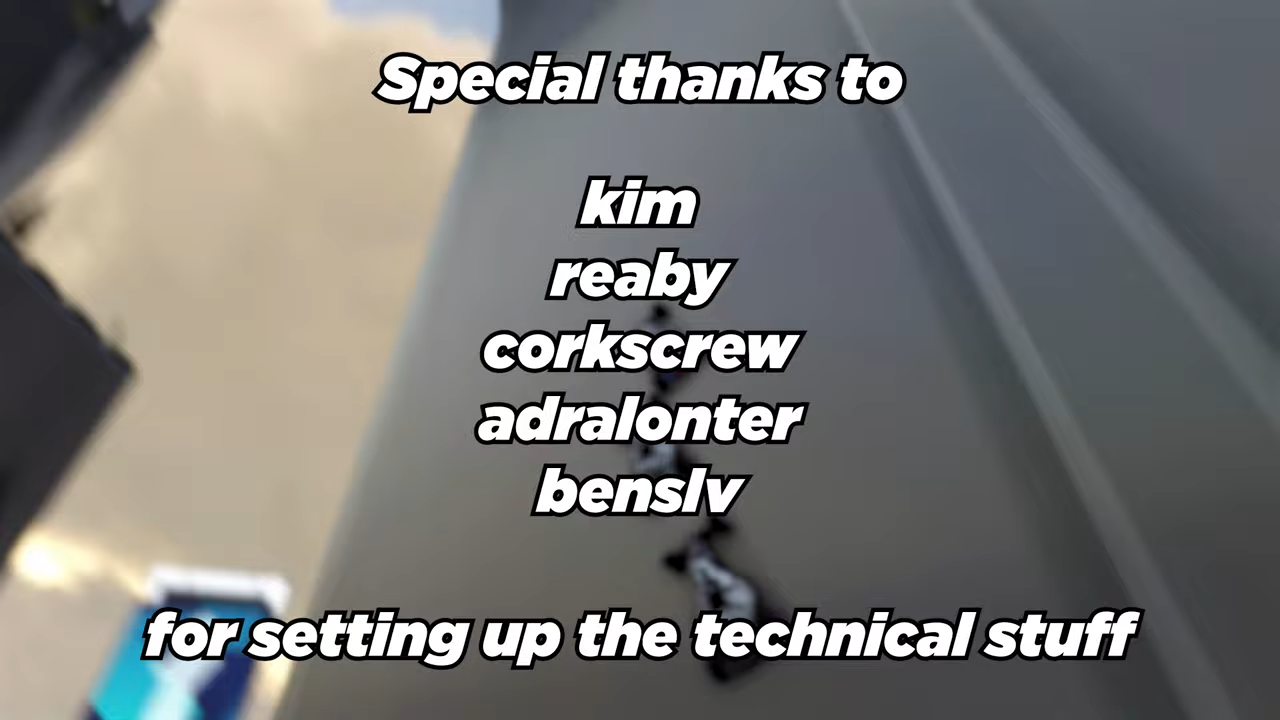 Special thanks to
kim
reaby
corkscrew
adralonter
benslv
for setting up the technical stuff